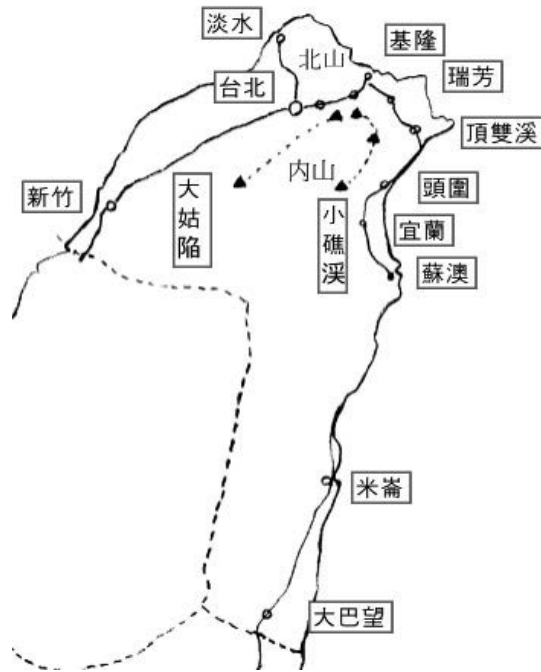 淡水
北山
基隆
瑞芳
台北
頂雙溪
內山
大姑陷
新竹
頭圍
小礁溪
宜蘭
蘇澳
米崙
大巴望